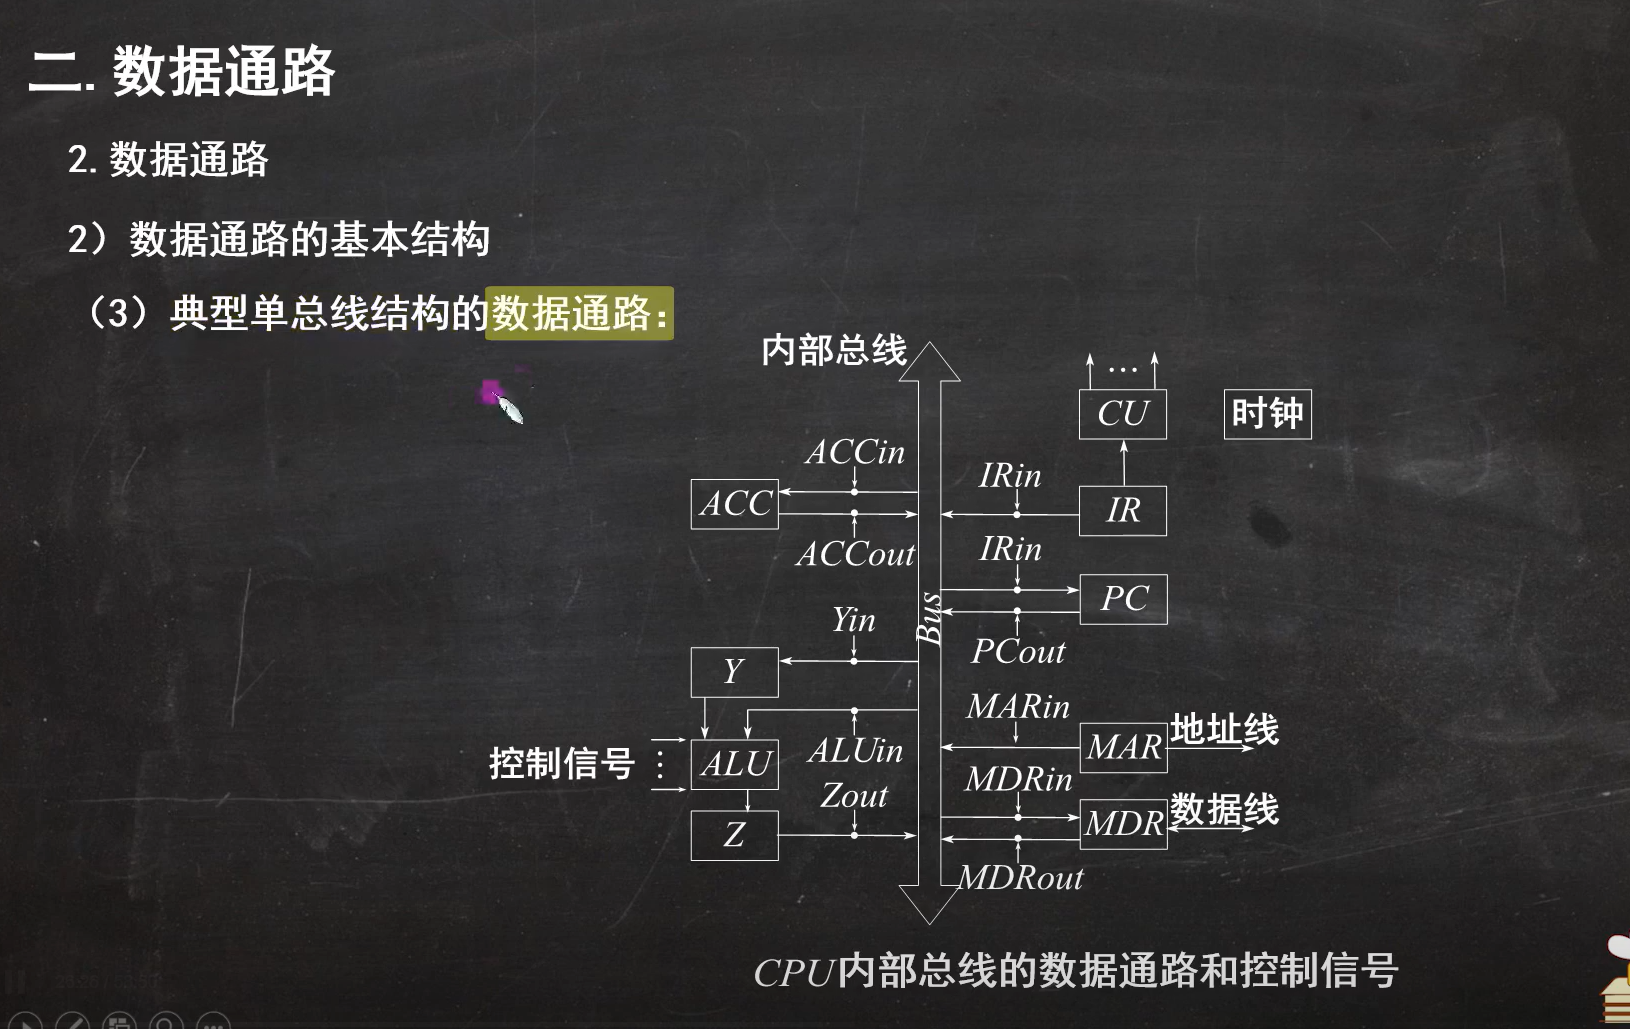 二. 数据通路
2. 数据通路
2）数据通路的基本结构
（3）典型单总线结构的数据通路：
内部总线
…
CU
时钟
ACCin
IRin
ACC
IR
ACCout
IRin
PC
Bus
Yin
PCout
Y
MARin
地址线
MAR
控制信号
⋮
ALU
ALUin
MDRin
Zout
数据线
MDR
Z
MDRout
CPU内部总线的数据通路和控制信号